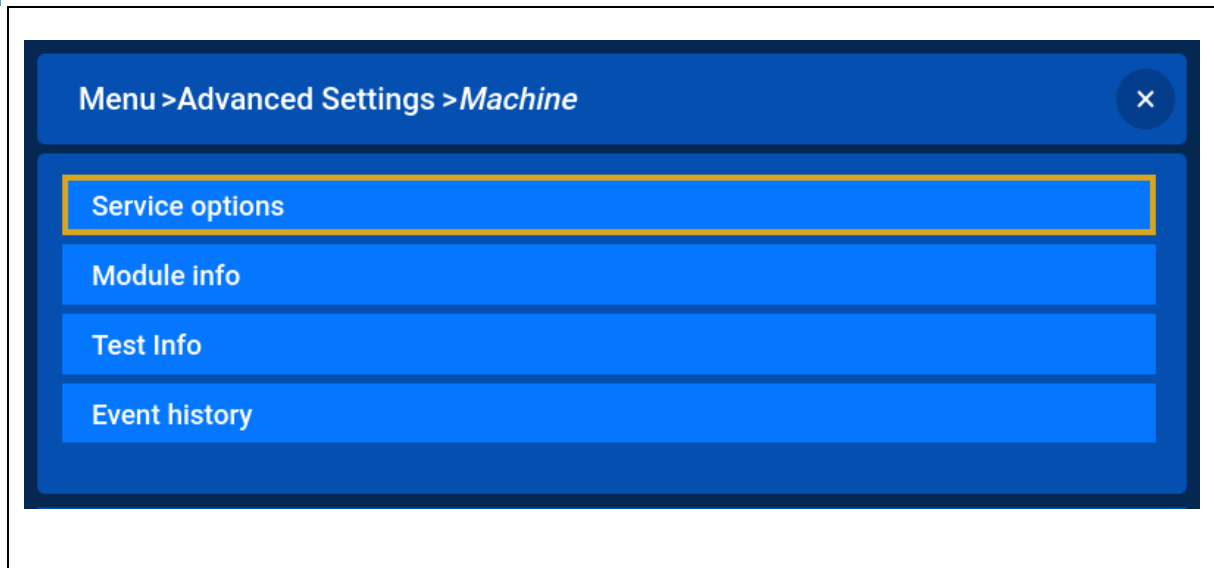 Menu >Advanced Settings >Machine
Service options
Module info
Test Info
Event history